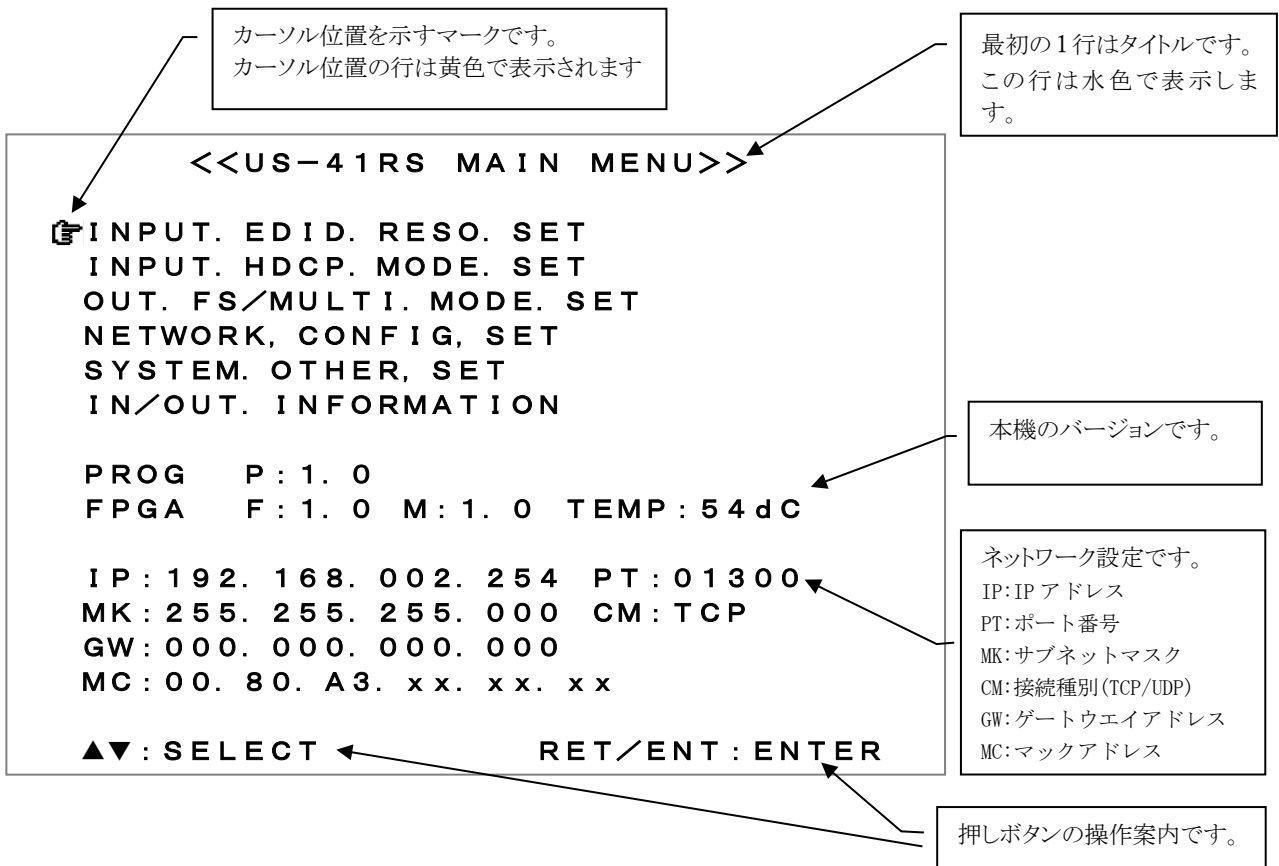 カーソル位置を示すマークです。
カーソル位置の行は黄色で表示されます
最初の１行はタイトルです。
この行は水色で表示しま
す。
<<US－４１RS　MAIN　MENU>>
☞INPUT. EDID. RESO. SET
INPUT. HDCP. MODE. SET
OUT. FS／MULTI. MODE. SET
NETWORK, CONFIG, SET
SYSTEM. OTHER, SET
IN／OUT. INFORMATION
PROG　P：１. ０
FPGA　F：１. ０ M：１. ０ TEMP：５４dC
本機のバージョンです。
IP：１９２. １６８. ００２. ２５４ PT：０１３００
MK：２５５. ２５５. ２５５. ０００ CM：TCP
GW：０００. ０００. ０００. ０００
MC：００. ８０. A３. xx. xx. xx
ネットワーク設定です。
IP:IP アドレス
PT:ポート番号
MK:サブネットマスク
CM:接続種別(TCP/UDP)
GW:ゲートウエイアドレス
MC:マックアドレス
▲▼：SELECT　RET／ENT：ENTER
押しボタンの操作案内です。